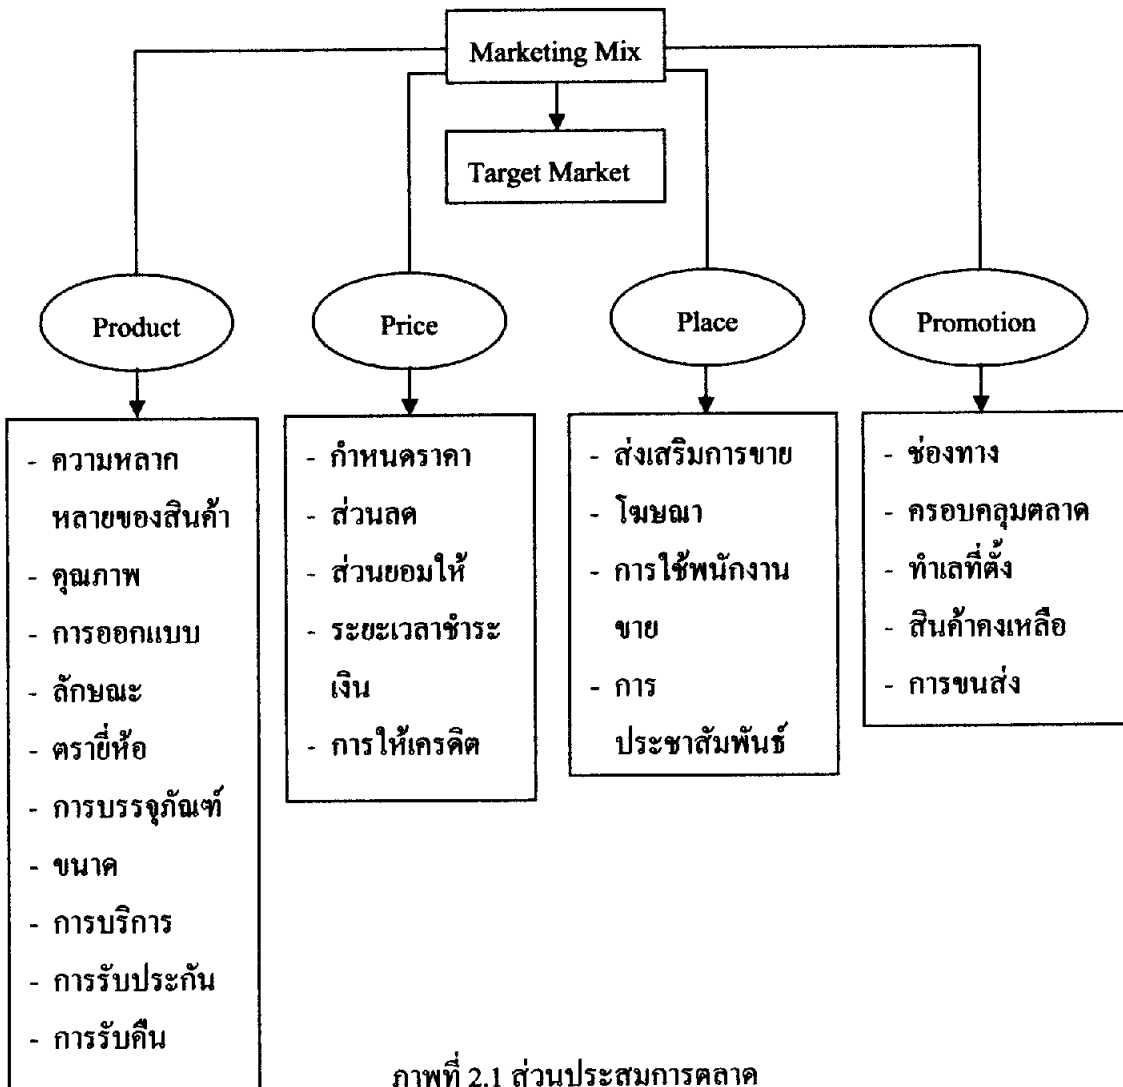 Marketing Mix
Target Market
Product
Price
Place
Promotion
- ความหลาก
หลายของสินค้า
- คุณภาพ
- การออกแบบ
- ลักษณะ
- ตรายี่ห้อ
- การบรรจุภัณฑ์
- ขนาด
- การบริการ
- การรับประกัน
- การรับคืน
- กำหนดราคา
- ส่วนลด
- ส่วนยอมให้
- ระยะเวลาชำระ
เงิน
- การให้เครดิต
- ส่งเสริมการขาย
- โฆษณา
- การใช้พนักงาน
ขาย
- การ
ประชาสัมพันธ์
- ช่องทาง
- ครอบคลุมตลาด
- ทำเลที่ตั้ง
- สินค้าคงเหลือ
- การขนส่ง
ภาพที่ 2.1 ส่วนประสมการตลาด